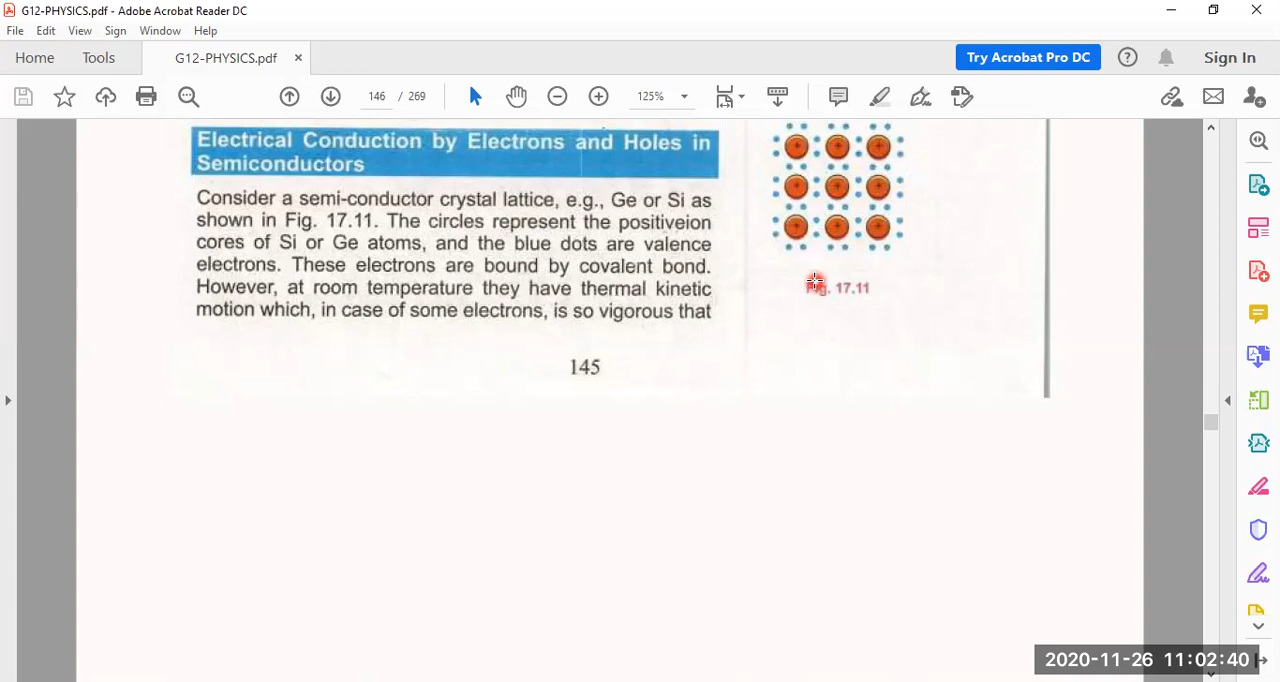 G12-PHYSICS.pdf - Adobe Acrobat Reader DC
File Edit View Sign Window Help
Home Tools G12-PHYSICS.pdf × Try Acrobat Pro DC Sign In
146 / 269 125%
Electrical Conduction by Electrons and Holes in
Semiconductors
Consider a semi-conductor crystal lattice, e.g., Ge or Si as
shown in Fig. 17.11. The circles represent the positiveion
cores of Si or Ge atoms, and the blue dots are valence
electrons. These electrons are bound by covalent bond.
However, at room temperature they have thermal kinetic
motion which, in case of some electrons, is so vigorous that
Fig. 17.11
145
2020-11-26 11:02:40